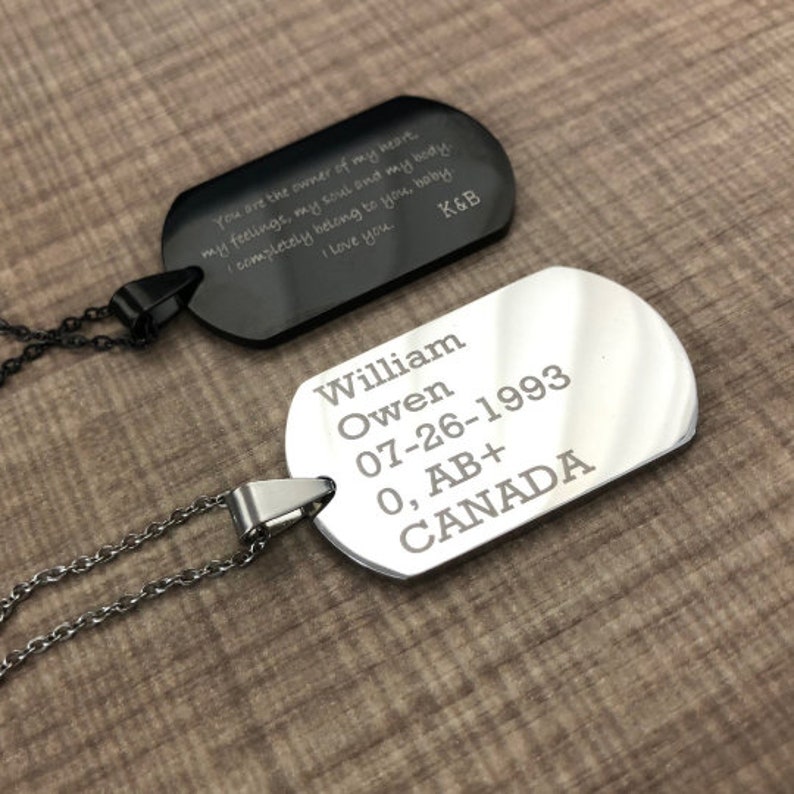 You are the owner of my heart,
my feelings, my soul and my body.
I completely belong to you, baby.
I love you.
K&B
William
Owen
07-26-1993
0, AB+
CANADA